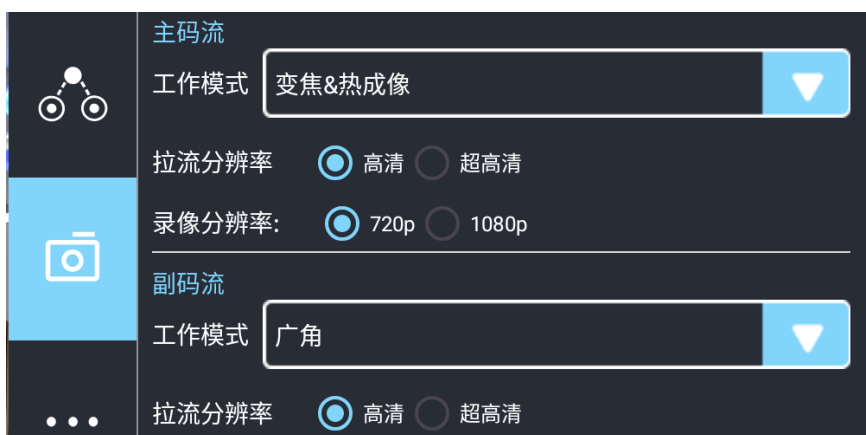 主码流
工作模式 变焦&热成像
拉流分辨率 高清 超高清
录像分辨率: 720p 1080p
副码流
工作模式 广角
拉流分辨率 高清 超高清